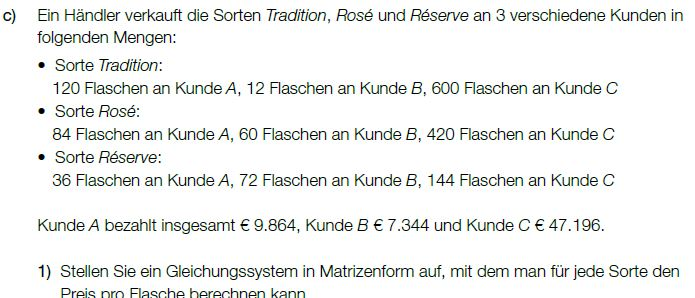 c) Ein Händler verkauft die Sorten Tradition, Rosé und Réserve an 3 verschiedene Kunden in
folgenden Mengen:
• Sorte Tradition:
120 Flaschen an Kunde A, 12 Flaschen an Kunde B, 600 Flaschen an Kunde C
• Sorte Rosé:
84 Flaschen an Kunde A, 60 Flaschen an Kunde B, 420 Flaschen an Kunde C
• Sorte Réserve:
36 Flaschen an Kunde A, 72 Flaschen an Kunde B, 144 Flaschen an Kunde C
Kunde A bezahlt insgesamt € 9.864, Kunde B € 7.344 und Kunde C € 47.196.
1) Stellen Sie ein Gleichungssystem in Matrizenform auf, mit dem man für jede Sorte den
Preis pro Flasche berechnen kann